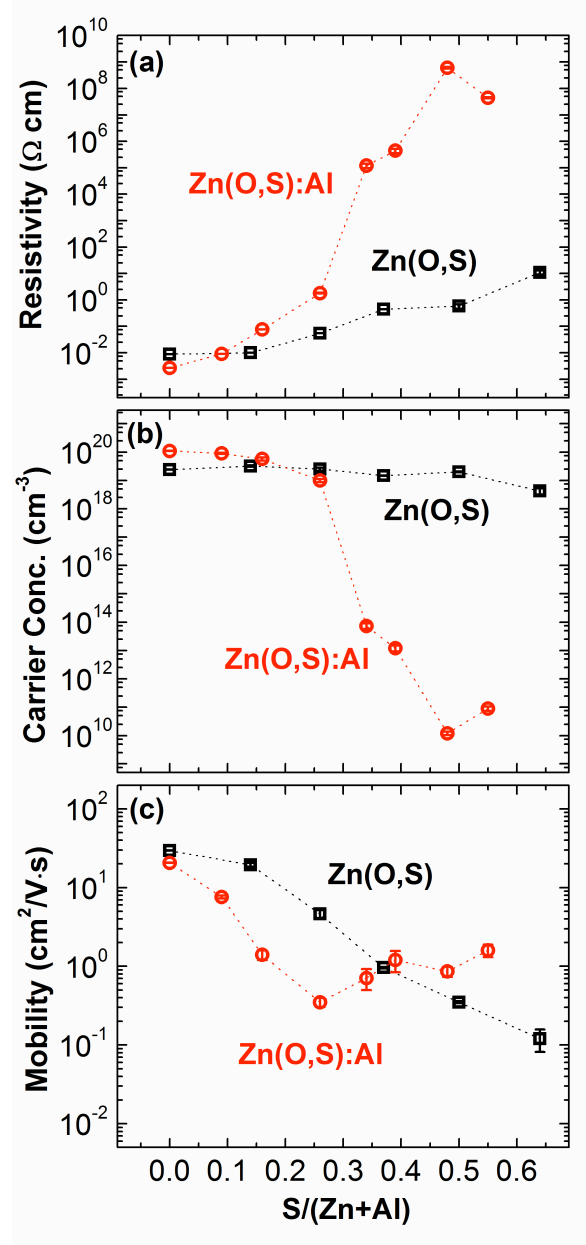 (a)
10^10
10^8
10^6
10^4
10^2
10^0
10^-2
Resistivity (Ω cm)
Zn(O,S):Al
Zn(O,S)
(b)
10^20
10^18
10^16
10^14
10^12
10^10
Carrier Conc. (cm^-3)
Zn(O,S)
Zn(O,S):Al
(c)
10^2
10^1
10^0
10^-1
10^-2
Mobility (cm^2/V·s)
Zn(O,S)
Zn(O,S):Al
0.0 0.1 0.2 0.3 0.4 0.5 0.6
S/(Zn+Al)